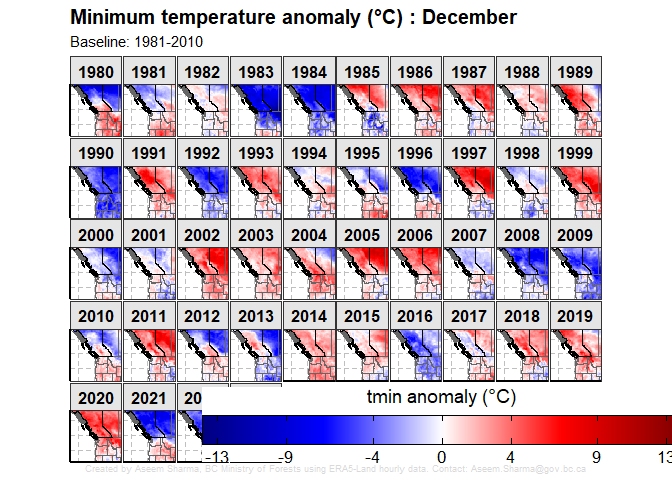 Minimum temperature anomaly (°C) : December
Baseline: 1981-2010
1980 1981 1982 1983 1984 1985 1986 1987 1988 1989
1990 1991 1992 1993 1994 1995 1996 1997 1998 1999
2000 2001 2002 2003 2004 2005 2006 2007 2008 2009
2010 2011 2012 2013 2014 2015 2016 2017 2018 2019
2020 2021 20
tmin anomaly (°C)
-13 -9 -4 0 4 9 13
Created by Aseem Sharma, BC Ministry of Forests using ERA5-Land hourly data. Contact: Aseem.Sharma@gov.bc.ca